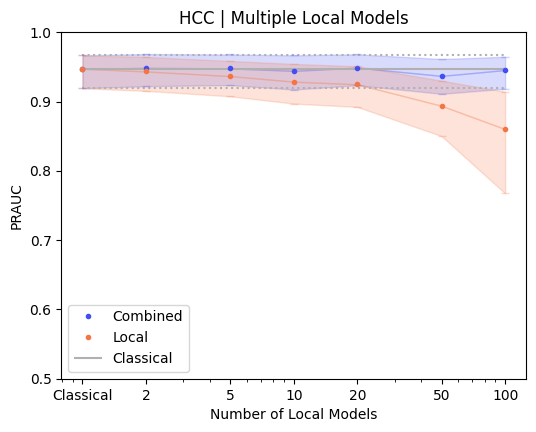 HCC | Multiple Local Models
1.0
0.9
0.8
0.7
0.6
0.5
PRAUC
Combined
Local
Classical
Classical 2 5 10 20 50 100
Number of Local Models